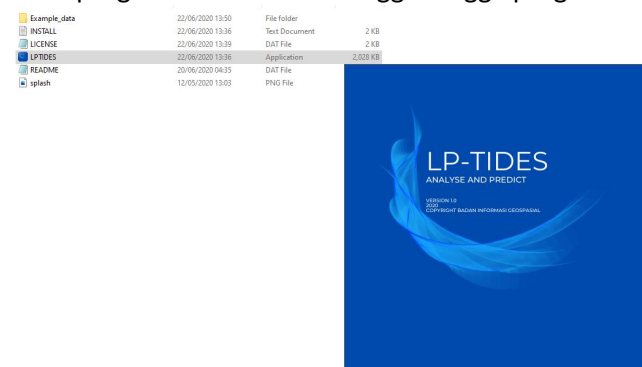 Example_data 22/06/2020 13:50 File folder
INSTALL 22/06/2020 13:36 Text Document 2 KB
LICENSE 22/06/2020 13:39 DAT File 2 KB
LPTIDES 22/06/2020 13:36 Application 2,028 KB
README 20/06/2020 04:35 DAT File
splash 12/05/2020 13:03 PNG File
LP-TIDES
ANALYSE AND PREDICT
VERSION 1.0
2020
COPYRIGHT BADAN INFORMASI GEOSPASIAL